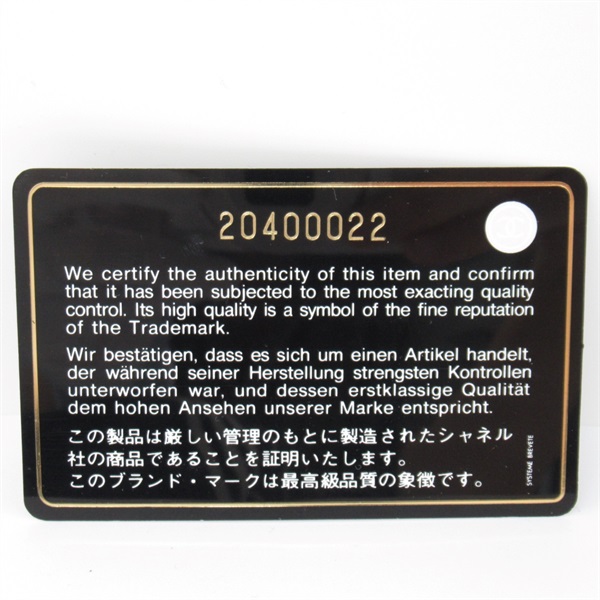 20400022
We certify the authenticity of this item and confirm
that it has been subjected to the most exacting quality
control. Its high quality is a symbol of the fine reputation
of the Trademark.
Wir bestätigen, dass es sich um einen Artikel handelt,
der während seiner Herstellung strengsten Kontrollen
unterworfen war, und dessen erstklassige Qualität
dem hohen Ansehen unserer Marke entspricht.
この製品は厳しい管理のもとに製造されたシャネル
社の商品であることを証明いたします。
このブランド・マークは最高級品質の象徴です。
SYSTEME BREVETE